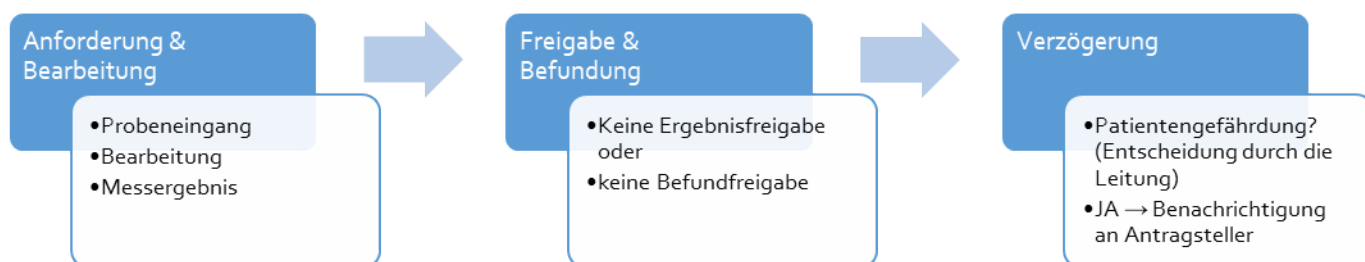 Anforderung &
Bearbeitung
•Probeneingang
•Bearbeitung
•Messergebnis
Freigabe &
Befundung
•Keine Ergebnisfreigabe
oder
•keine Befundfreigabe
Verzögerung
•Patientengefährdung?
(Entscheidung durch die
Leitung)
•JA → Benachrichtigung
an Antragsteller